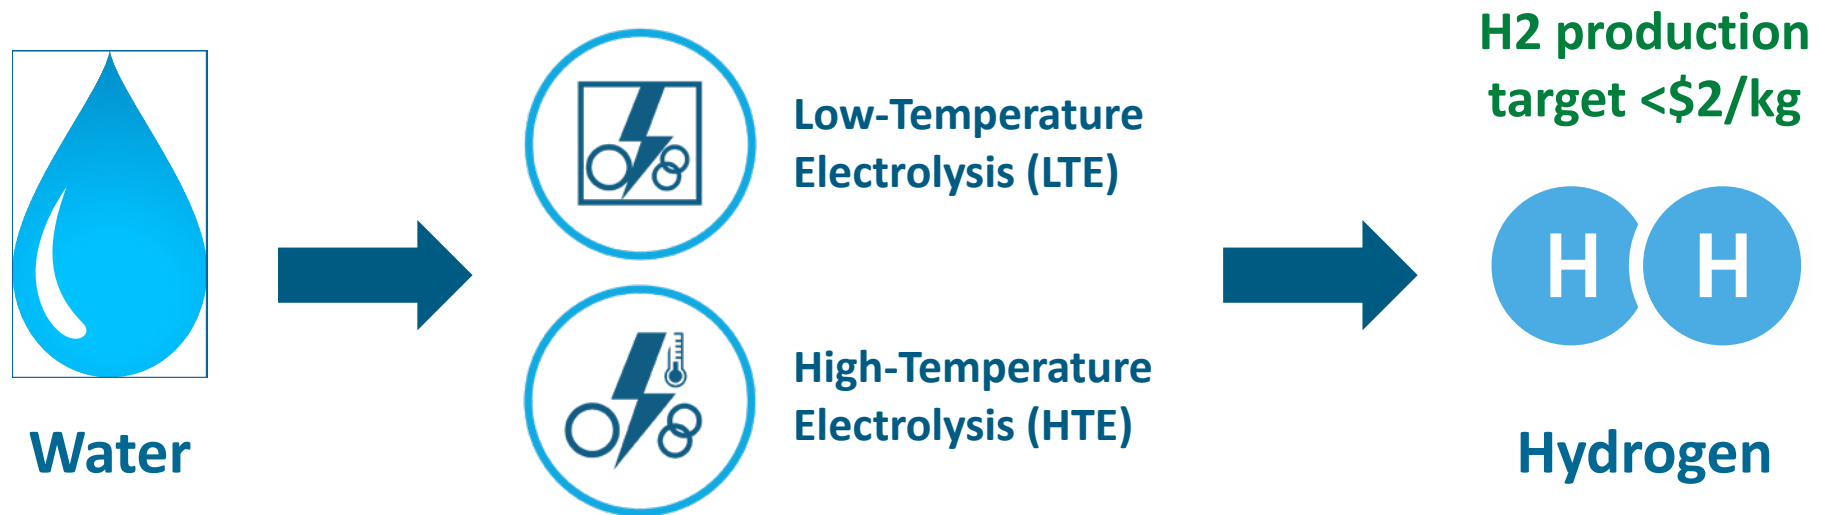 Water
Low-Temperature
Electrolysis (LTE)
High-Temperature
Electrolysis (HTE)
H2 production
target <$2/kg
H H
Hydrogen